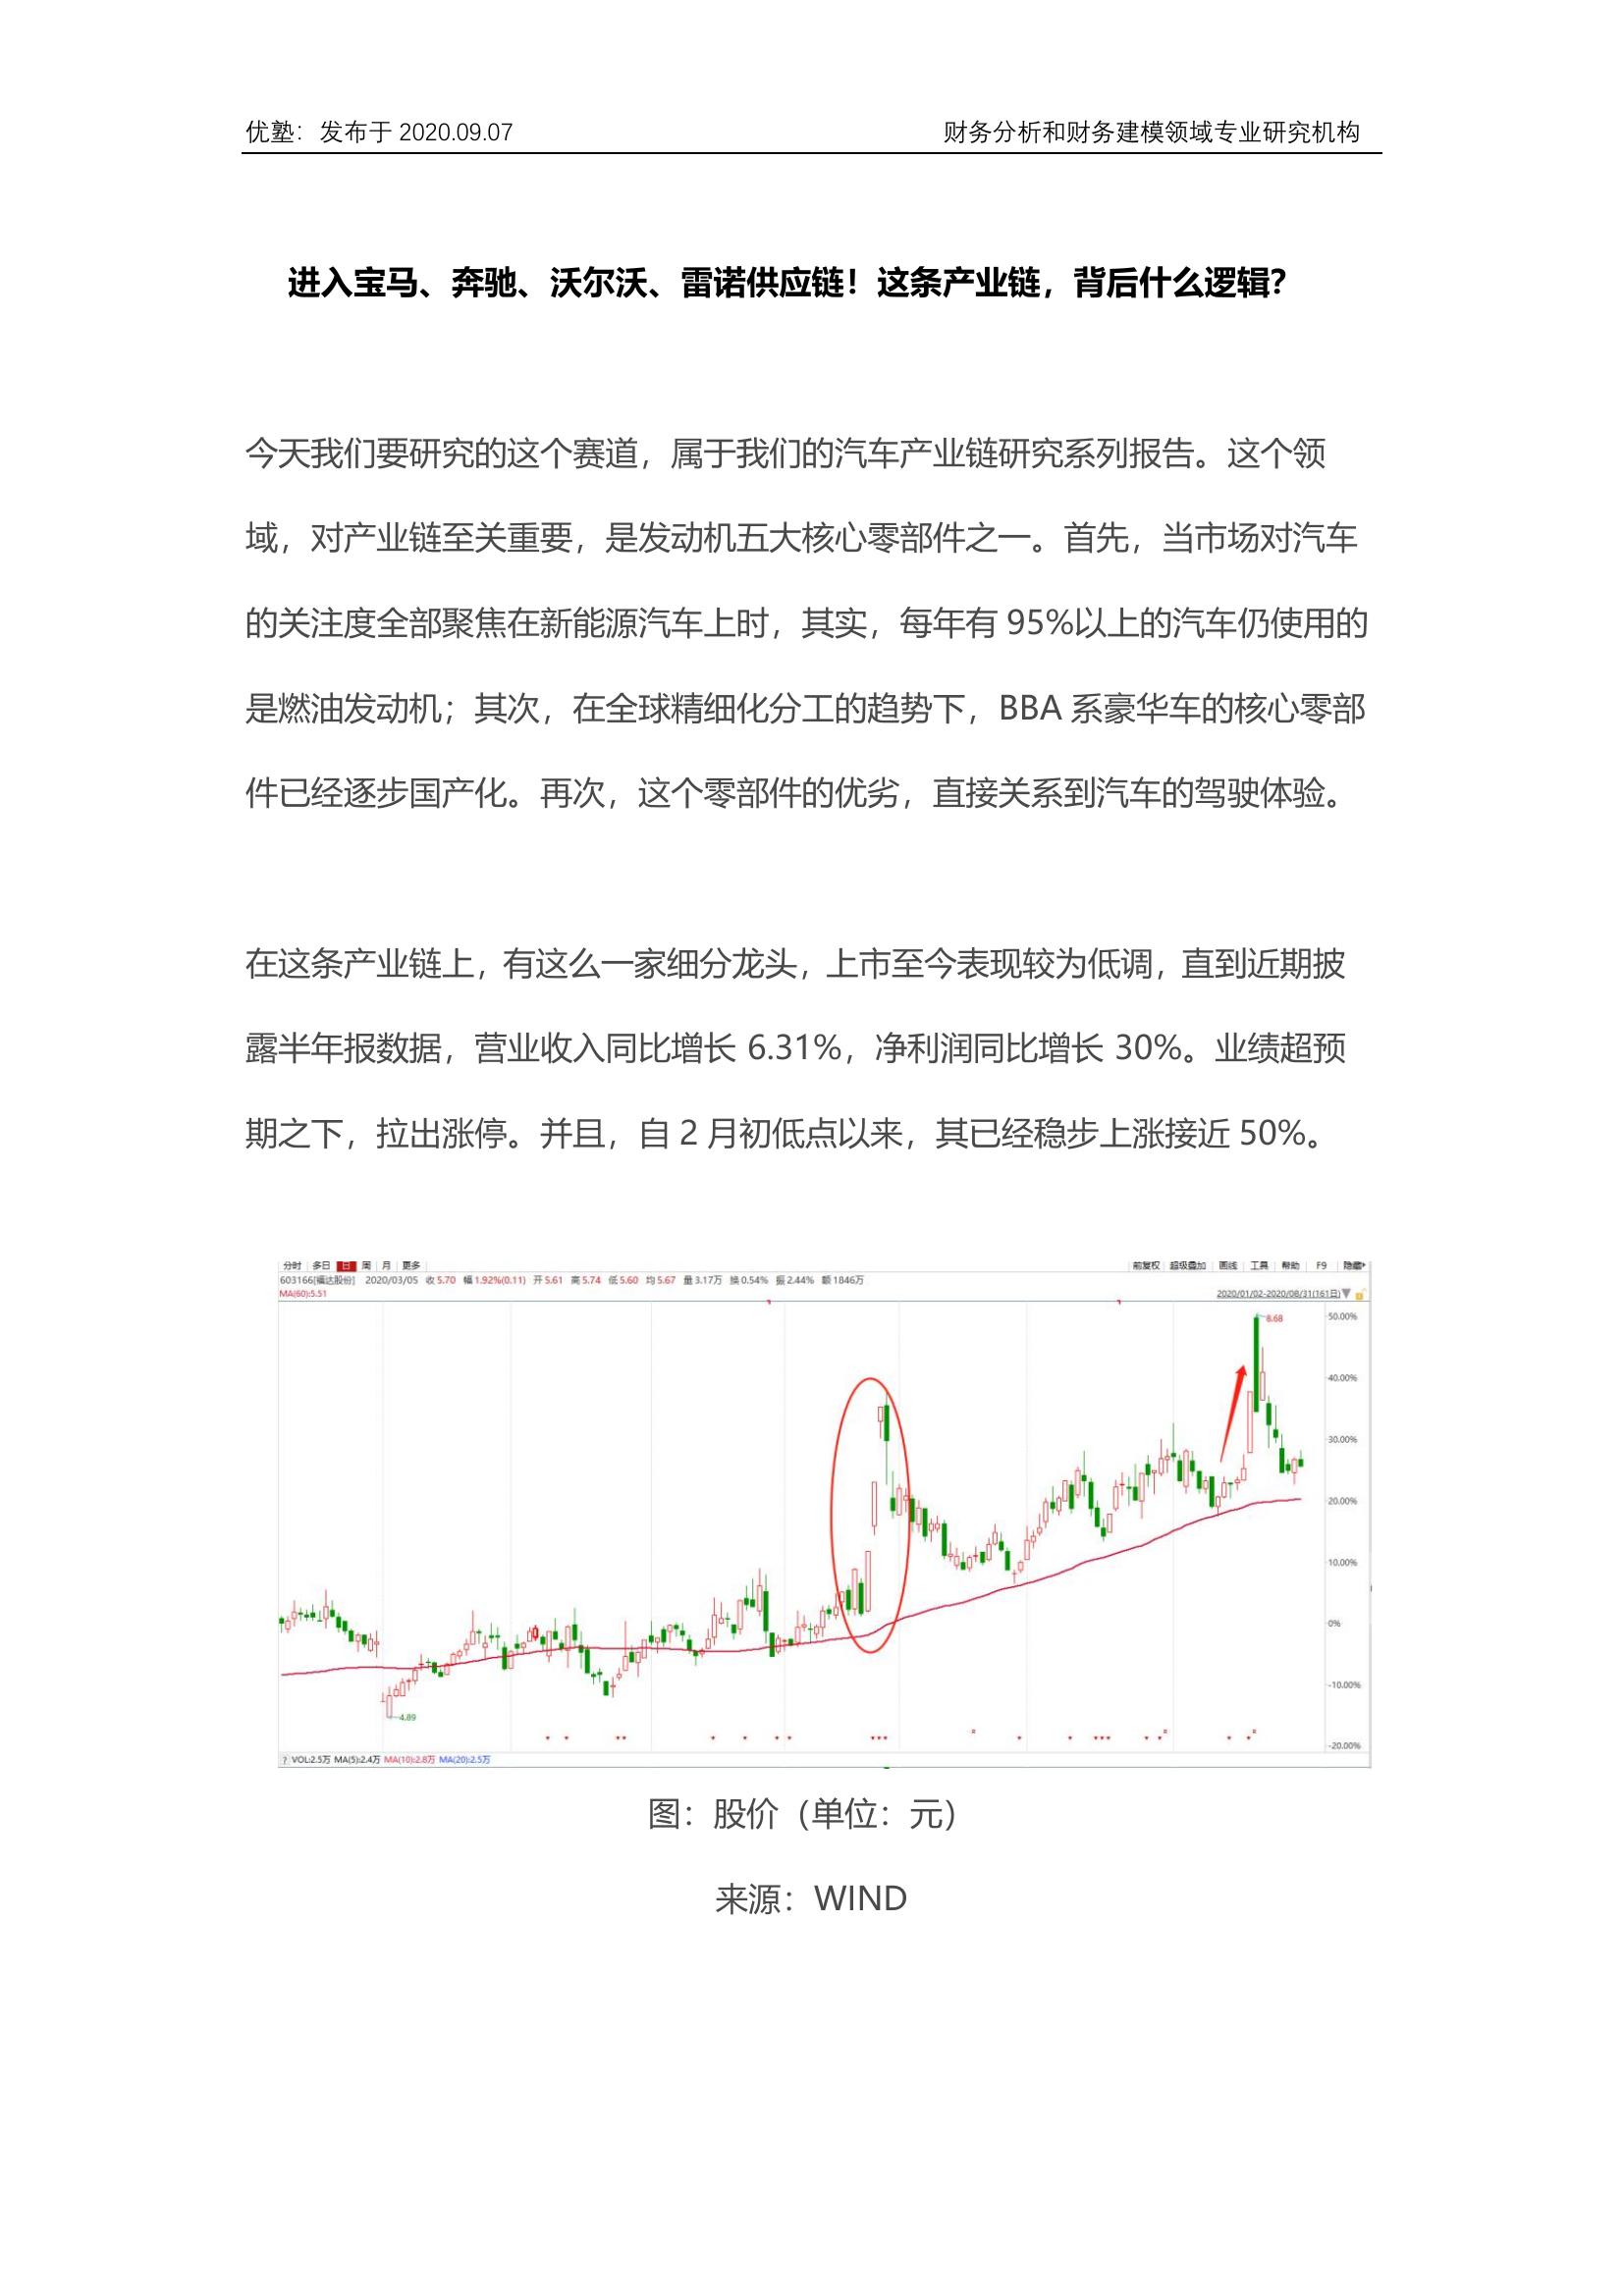 优塾：发布于 2020.09.07 财务分析和财务建模领域专业研究机构
进入宝马、奔驰、沃尔沃、雷诺供应链！这条产业链，背后什么逻辑？
今天我们要研究的这个赛道，属于我们的汽车产业链研究系列报告。这个领
域，对产业链至关重要，是发动机五大核心零部件之一。首先，当市场对汽车
的关注度全部聚焦在新能源汽车上时，其实，每年有 95%以上的汽车仍使用的
是燃油发动机；其次，在全球精细化分工的趋势下，BBA 系豪华车的核心零部
件已经逐步国产化。再次，这个零部件的优劣，直接关系到汽车的驾驶体验。
在这条产业链上，有这么一家细分龙头，上市至今表现较为低调，直到近期披
露半年报数据，营业收入同比增长 6.31%，净利润同比增长 30%。业绩超预
期之下，拉出涨停。并且，自 2 月初低点以来，其已经稳步上涨接近 50%。
分时 多日 日 周 月 更多 前复权 超级叠加 画线 工具 帮助 F9 隐藏
603166[福达股份] 2020/03/05 收 5.70 幅 1.92%(0.11) 开 5.61 高 5.74 低 5.60 均 5.67 量 3.17万 换 0.54% 振 2.44% 额 1846万
MA(60):5.51 2020/01/02-2020/08/31(161日)
50.00%
8.68
40.00%
30.00%
20.00%
10.00%
0%
-10.00%
4.89
-20.00%
? VOL:2.5万 MA(5):2.4万 MA(10):2.8万 MA(20):2.5万
图：股价（单位：元）
来源：WIND